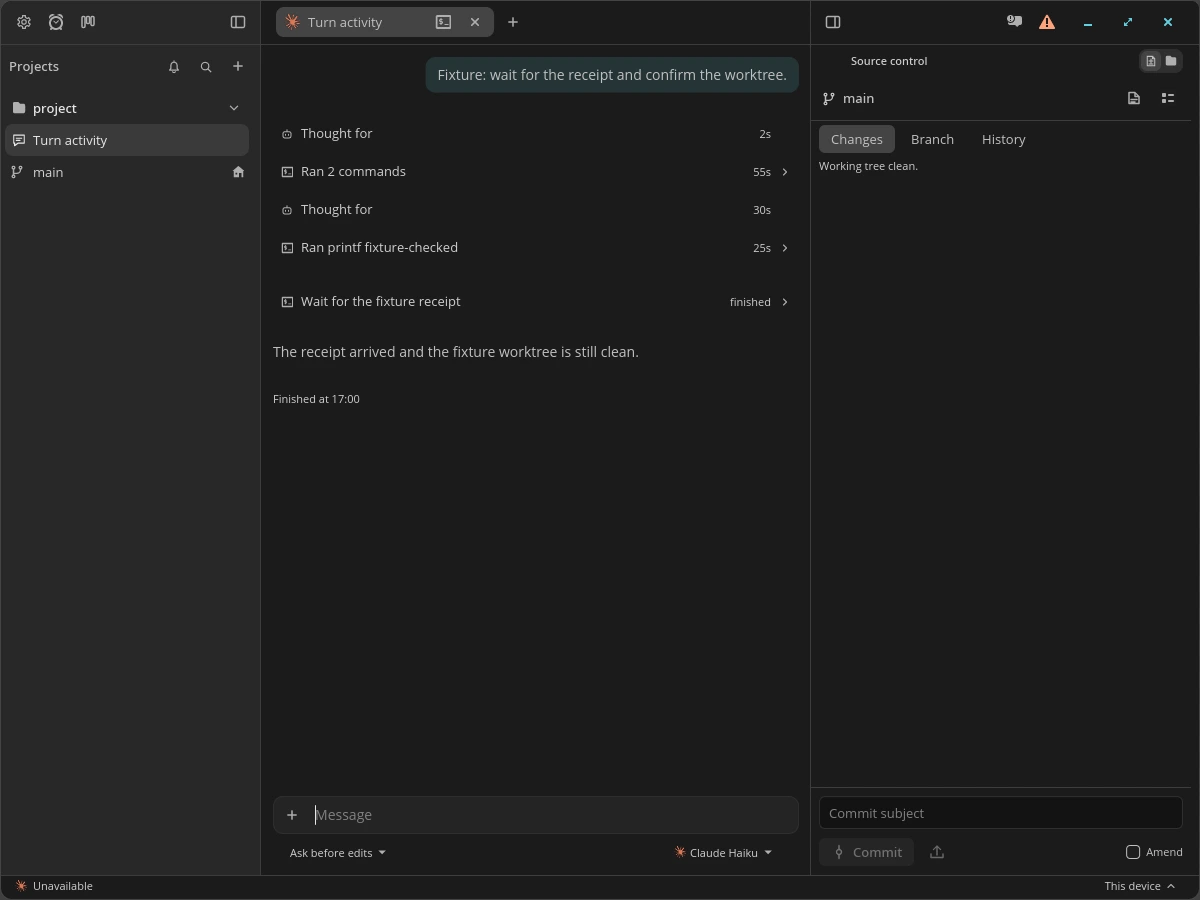 Turn activity
Projects
project
Turn activity
main
Fixture: wait for the receipt and confirm the worktree.
Thought for 2s
Ran 2 commands 55s
Thought for 30s
Ran printf fixture-checked 25s
Wait for the fixture receipt finished
The receipt arrived and the fixture worktree is still clean.
Finished at 17:00
Message
Ask before edits
Claude Haiku
Source control
main
Changes Branch History
Working tree clean.
Commit subject
Commit
Amend
Unavailable
This device